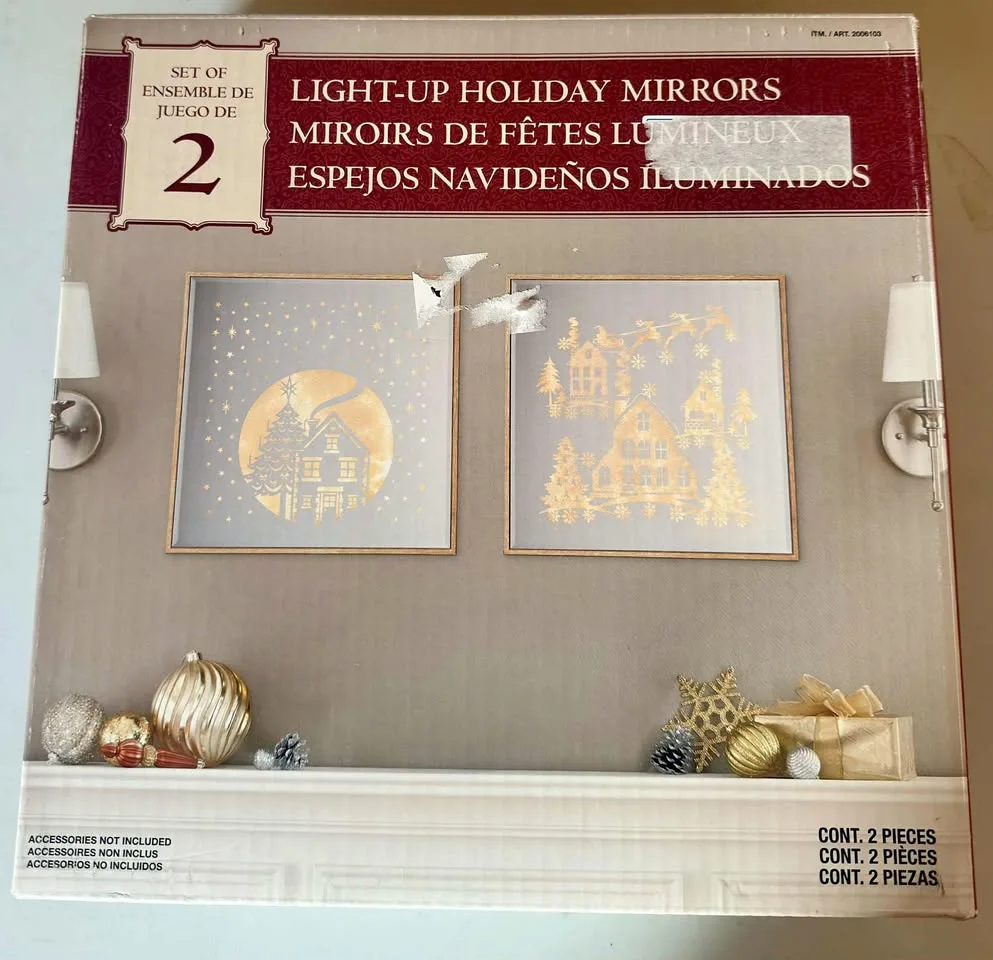 ITM. / ART. 2006103
SET OF
ENSEMBLE DE
JUEGO DE
2
LIGHT-UP HOLIDAY MIRRORS
MIROIRS DE FÊTES LUMINEUX
ESPEJOS NAVIDEÑOS ILUMINADOS
ACCESSORIES NOT INCLUDED
ACCESSOIRES NON INCLUS
ACCESORIOS NO INCLUIDOS
CONT. 2 PIECES
CONT. 2 PIÈCES
CONT. 2 PIEZAS